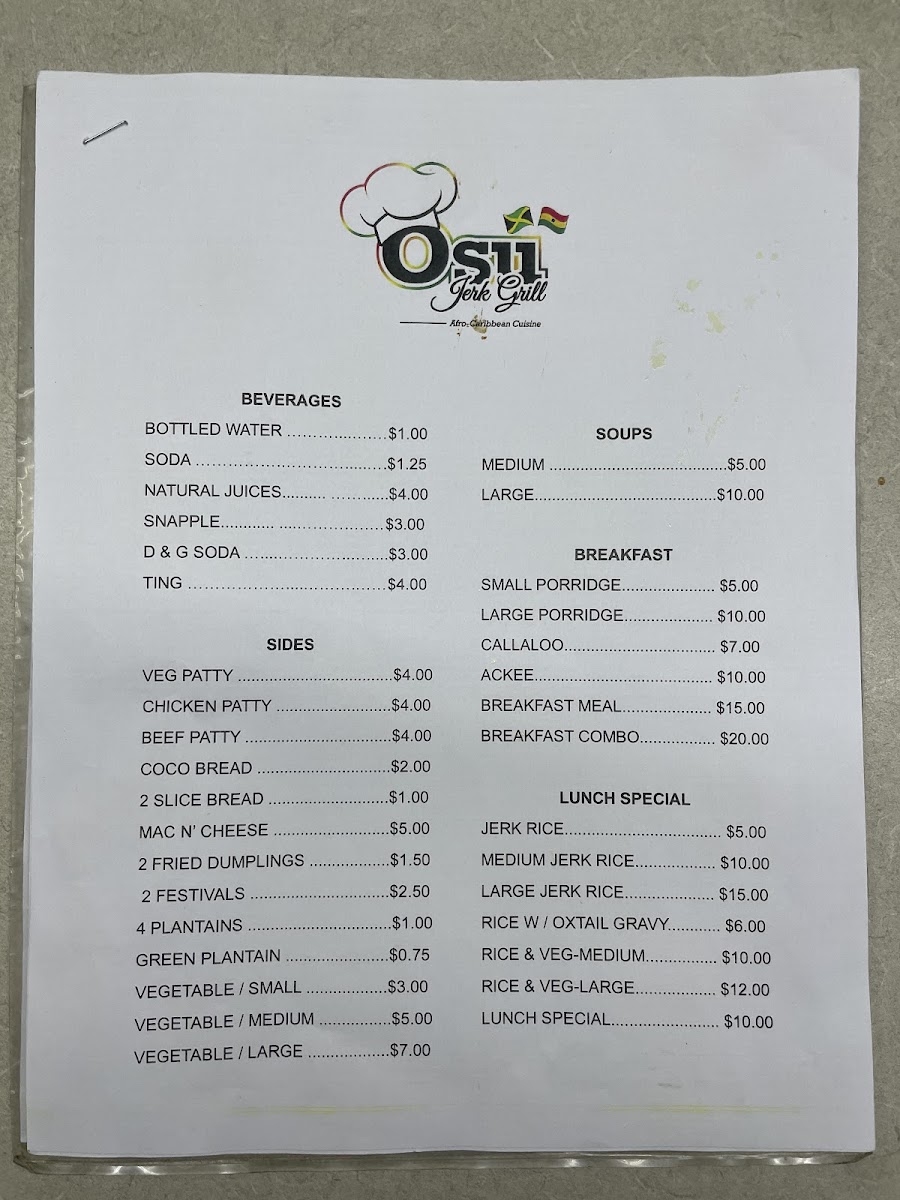 Osu
Jerk Grill
Afro-Caribbean Cuisine
BEVERAGES
BOTTLED WATER ....................$1.00
SODA ....................$1.25
NATURAL JUICES....................$4.00
SNAPPLE....................$3.00
D & G SODA ....................$3.00
TING ....................$4.00
SIDES
VEG PATTY ....................$4.00
CHICKEN PATTY ....................$4.00
BEEF PATTY ....................$4.00
COCO BREAD ....................$2.00
2 SLICE BREAD ....................$1.00
MAC N' CHEESE ....................$5.00
2 FRIED DUMPLINGS ................$1.50
2 FESTIVALS ....................$2.50
4 PLANTAINS ....................$1.00
GREEN PLANTAIN ....................$0.75
VEGETABLE / SMALL .................$3.00
VEGETABLE / MEDIUM ...............$5.00
VEGETABLE / LARGE .................$7.00
SOUPS
MEDIUM ....................$5.00
LARGE....................$10.00
BREAKFAST
SMALL PORRIDGE..................... $5.00
LARGE PORRIDGE.................... $10.00
CALLALOO.................... $7.00
ACKEE.................... $10.00
BREAKFAST MEAL.................... $15.00
BREAKFAST COMBO................. $20.00
LUNCH SPECIAL
JERK RICE.................... $5.00
MEDIUM JERK RICE.................. $10.00
LARGE JERK RICE.................... $15.00
RICE W / OXTAIL GRAVY............ $6.00
RICE & VEG-MEDIUM................ $10.00
RICE & VEG-LARGE.................. $12.00
LUNCH SPECIAL........................ $10.00